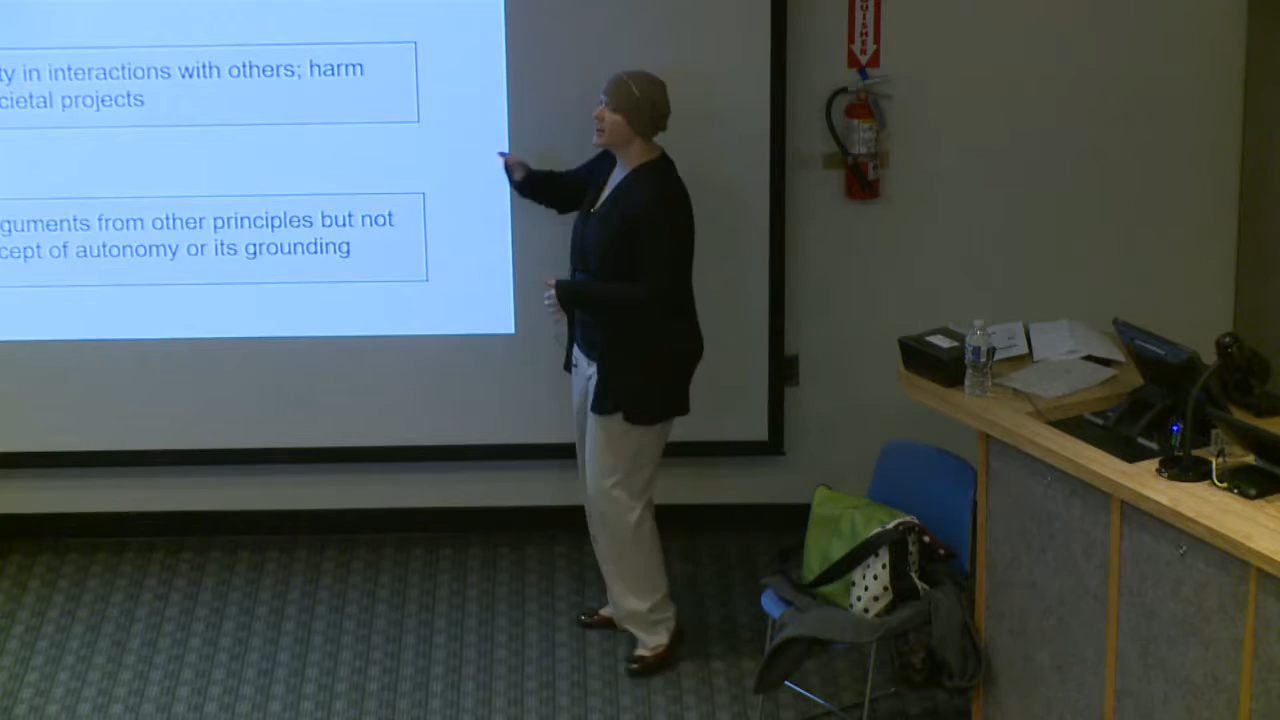 ty in interactions with others; harm
cietal projects
guments from other principles but not
cept of autonomy or its grounding
UISHER